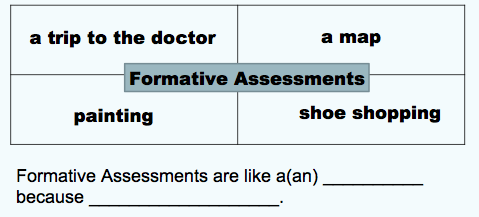 a trip to the doctor
a map
Formative Assessments
painting
shoe shopping
Formative Assessments are like a(an) __________
because ___________________.